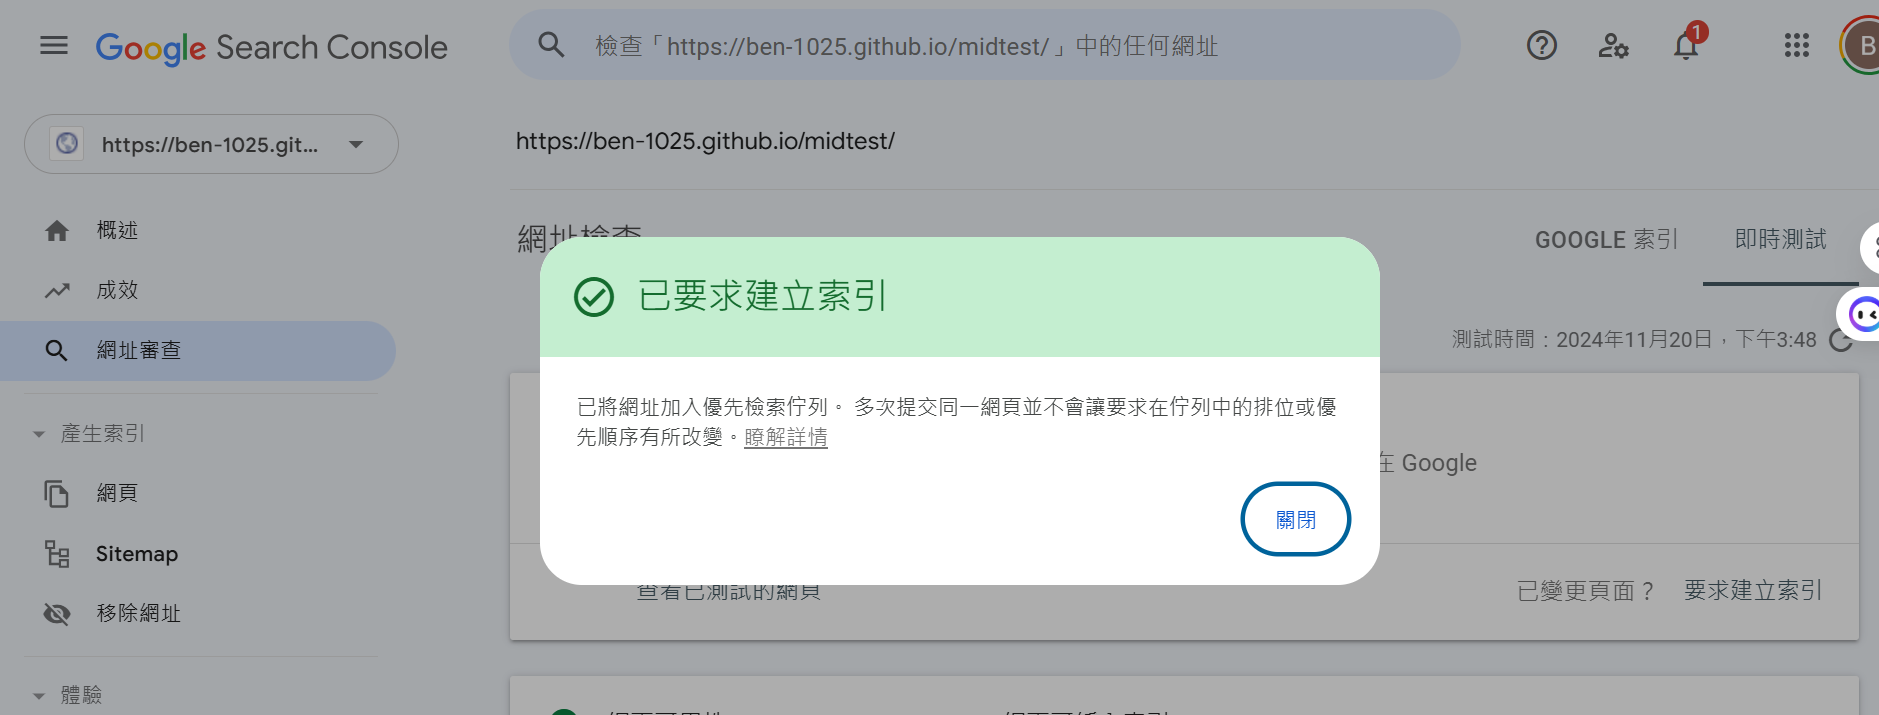 Google Search Console
檢查「https://ben-1025.github.io/midtest/」中的任何網址
1
B
https://ben-1025.git...
https://ben-1025.github.io/midtest/
概述
成效
網址審查
產生索引
網頁
Sitemap
移除網址
體驗
網址檢查
GOOGLE 索引
即時測試
測試時間：2024年11月20日，下午3:48
已要求建立索引
已將網址加入優先檢索佇列。 多次提交同一網頁並不會讓要求在佇列中的排位或優
先順序有所改變。瞭解詳情
關閉
在 Google
查看已測試的網頁
已變更頁面？
要求建立索引